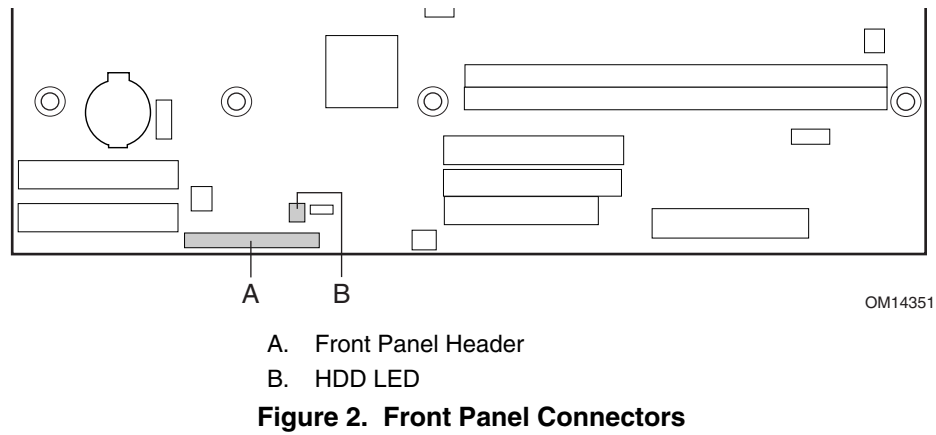 A B
OM14351
A. Front Panel Header
B. HDD LED
Figure 2. Front Panel Connectors